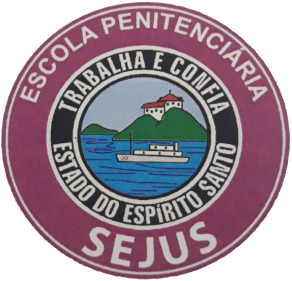 ESCOLA PENITENCIÁRIA
TRABALHA E CONFIA
ESTADO DO ESPÍRITO SANTO
SEJUS